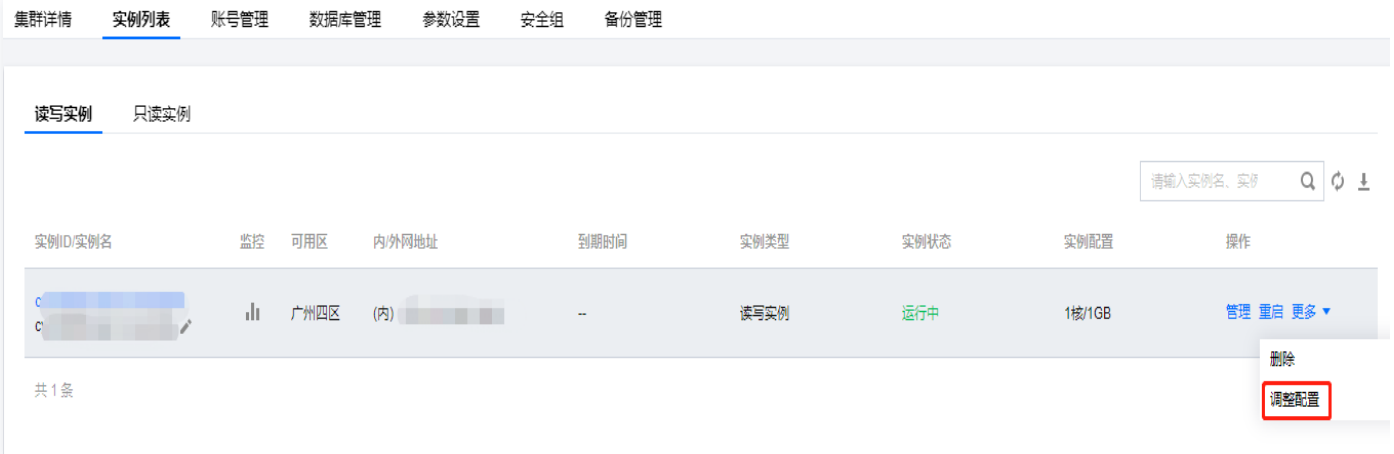 集群详情 实例列表 账号管理 数据库管理 参数设置 安全组 备份管理
读写实例 只读实例
请输入实例名、实例
实例ID/实例名 监控 可用区 内/外网地址 到期时间 实例类型 实例状态 实例配置 操作
c
广州四区 (内) -- 读写实例 运行中 1核/1GB 管理 重启 更多
cy
删除
共 1 条
调整配置